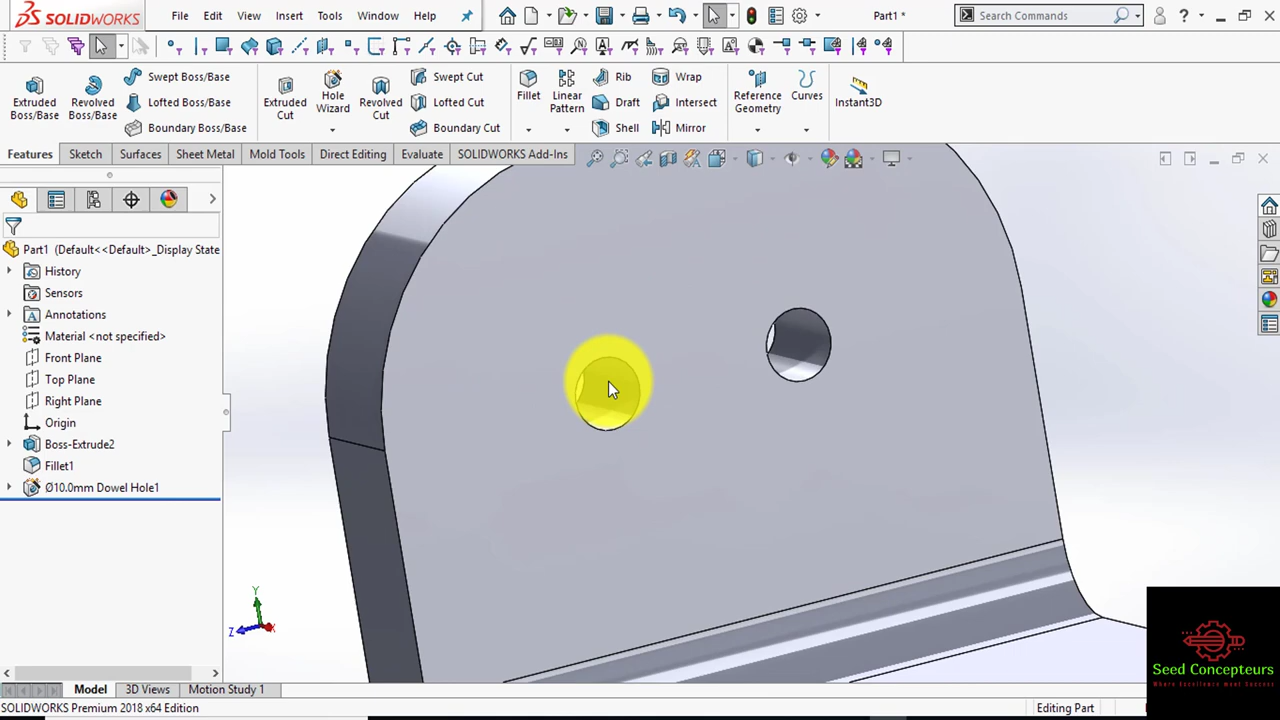 SOLIDWORKS File Edit View Insert Tools Window Help Part1 * Search Commands ?
Extruded Boss/Base Revolved Boss/Base Swept Boss/Base Lofted Boss/Base Boundary Boss/Base Extruded Cut Hole Wizard Revolved Cut Swept Cut Lofted Cut Boundary Cut Fillet Linear Pattern Rib Draft Shell Wrap Intersect Mirror Reference Geometry Curves Instant3D
Features Sketch Surfaces Sheet Metal Mold Tools Direct Editing Evaluate SOLIDWORKS Add-Ins
Part1 (Default<<Default>_Display State
History
Sensors
Annotations
Material <not specified>
Front Plane
Top Plane
Right Plane
Origin
Boss-Extrude2
Fillet1
Ø10.0mm Dowel Hole1
Y
Z X
Seed Concepteurs
Where Excellence meet Success
Model 3D Views Motion Study 1
SOLIDWORKS Premium 2018 x64 Edition Editing Part